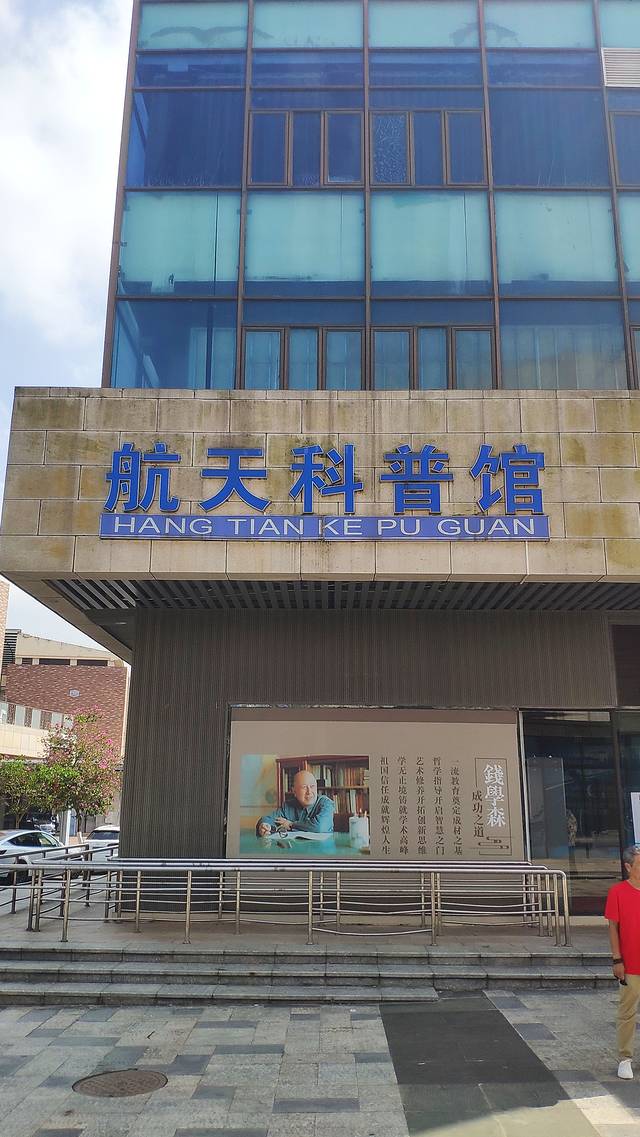 航天科普馆
HANG TIAN KE PU GUAN
錢學森
成功之道
一流教育奠定成材之基
哲学指导开启智慧之门
艺术修养开拓创新思维
学无止境铸就学术高峰
祖国信任成就辉煌人生